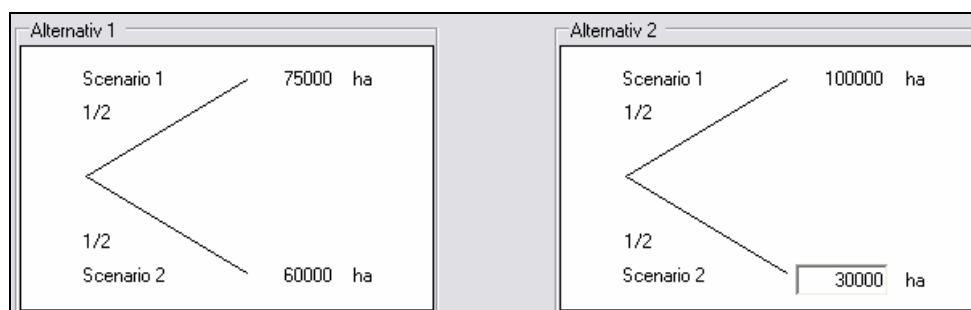 Alternativ 1
Scenario 1 75000 ha
1/2
1/2
Scenario 2 60000 ha
Alternativ 2
Scenario 1 100000 ha
1/2
1/2
Scenario 2 30000 ha